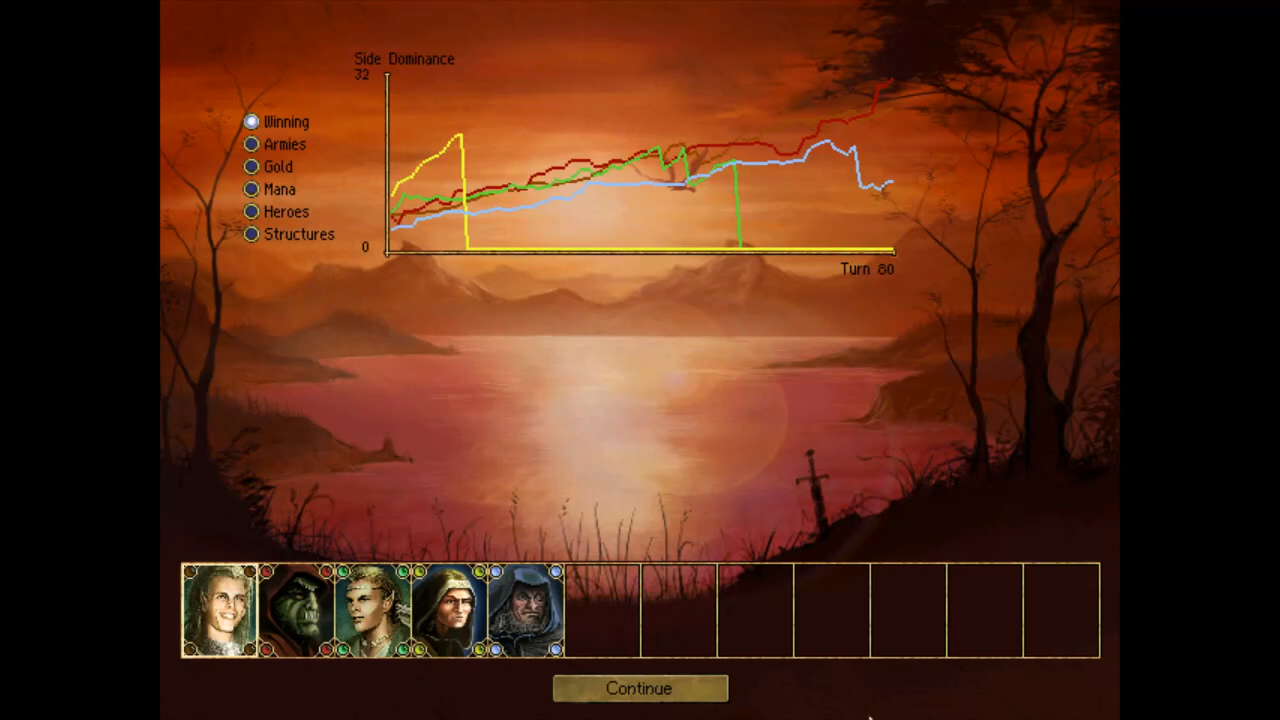 Side Dominance
32
Winning
Armies
Gold
Mana
Heroes
Structures
0
Turn 80
Continue